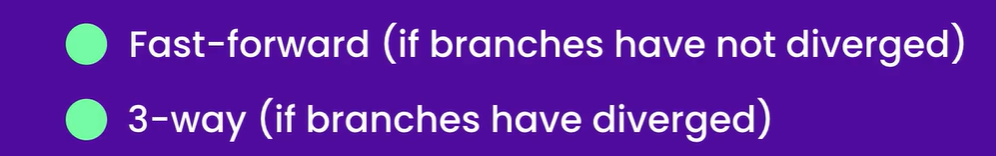 Fast-forward (if branches have not diverged)
3-way (if branches have diverged)